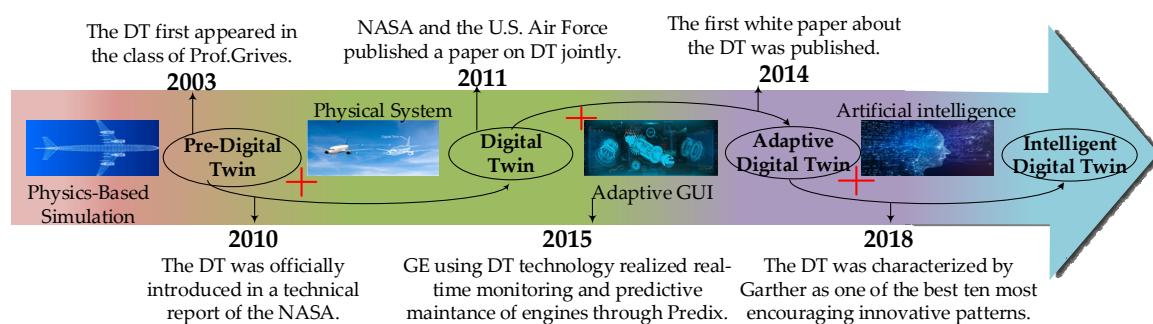 The DT first appeared in
the class of Prof.Grives.
2003
NASA and the U.S. Air Force
published a paper on DT jointly.
2011
The first white paper about
the DT was published.
2014
Physics-Based
Simulation
Pre-Digital
Twin
Physical System
Digital
Twin
Adaptive GUI
Adaptive
Digital Twin
Artificial intelligence
Intelligent
Digital Twin
2010
The DT was officially
introduced in a technical
report of the NASA.
2015
GE using DT technology realized real-
time monitoring and predictive
maintance of engines through Predix.
2018
The DT was characterized by
Garther as one of the best ten most
encouraging innovative patterns.